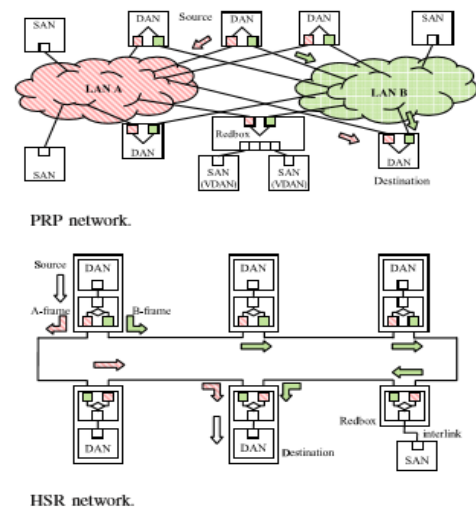 DAN Source DAN DAN
SAN SAN
LAN A LAN B
DAN Redbox DAN
SAN SAN SAN
(VDAN) (VDAN)
Destination
PRP network.
Source DAN DAN DAN
A-frame B-frame
Redbox
interlink
DAN DAN Destination SAN
HSR network.